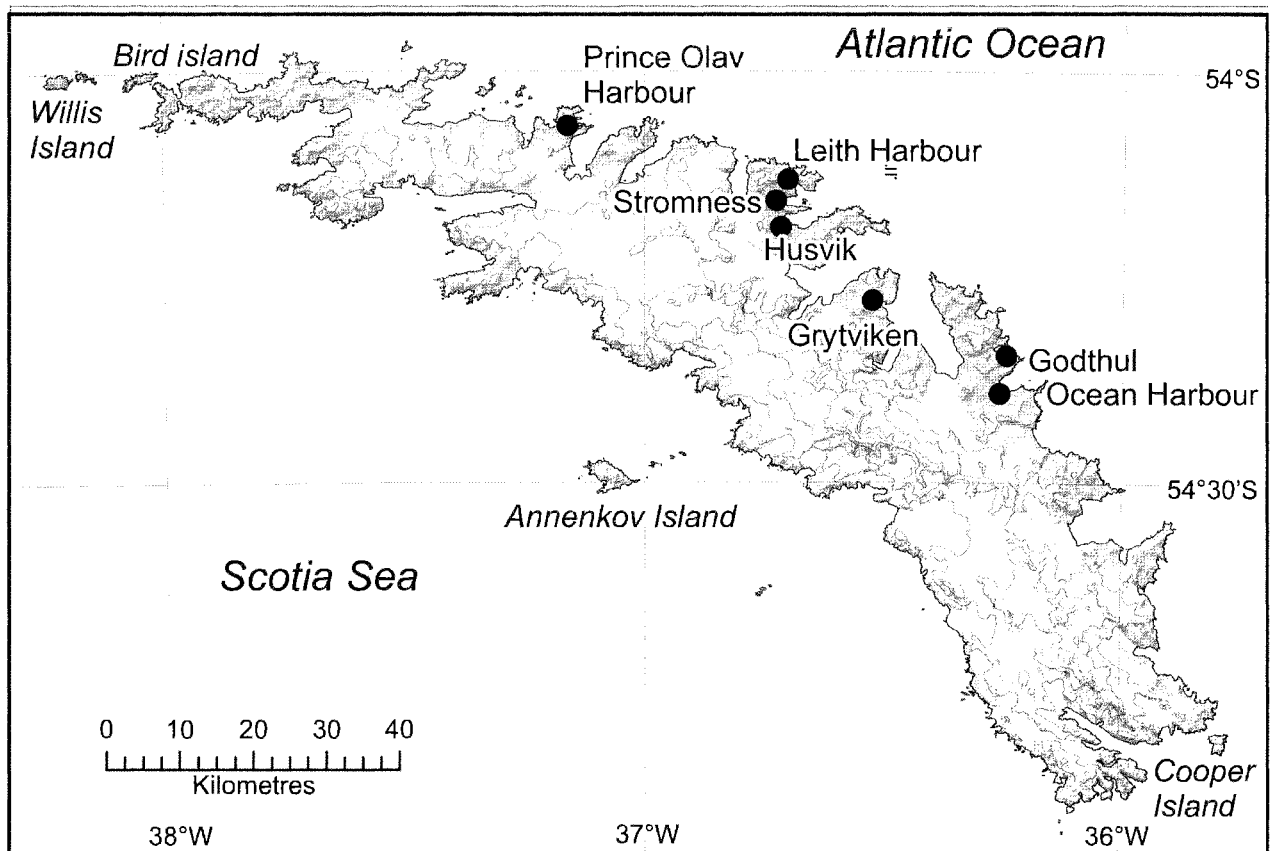 Atlantic Ocean
Bird island
Prince Olav
Harbour
54°S
Willis
Island
Leith Harbour
Stromness
Husvik
Grytviken
Godthul
Ocean Harbour
54°30'S
Annenkov Island
Scotia Sea
0 10 20 30 40
Kilometres
Cooper
Island
38°W
37°W
36°W